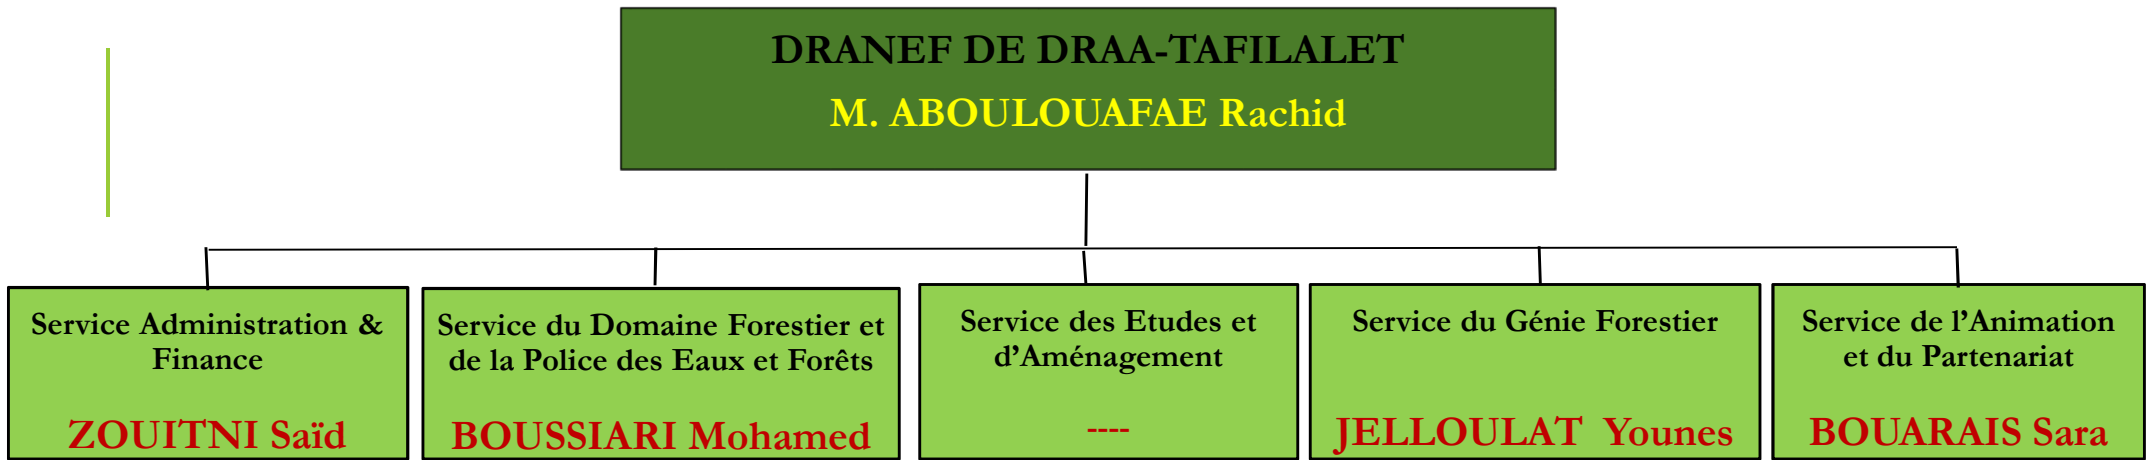 DRANEF DE DRAA-TAFILALET
M. ABOULOUAFAE Rachid
Service Administration &
Finance
ZOUITNI Saïd
Service du Domaine Forestier et
de la Police des Eaux et Forêts
BOUSSIARI Mohamed
Service des Etudes et
d’Aménagement
----
Service du Génie Forestier
JELLOULAT Younes
Service de l’Animation
et du Partenariat
BOUARAIS Sara